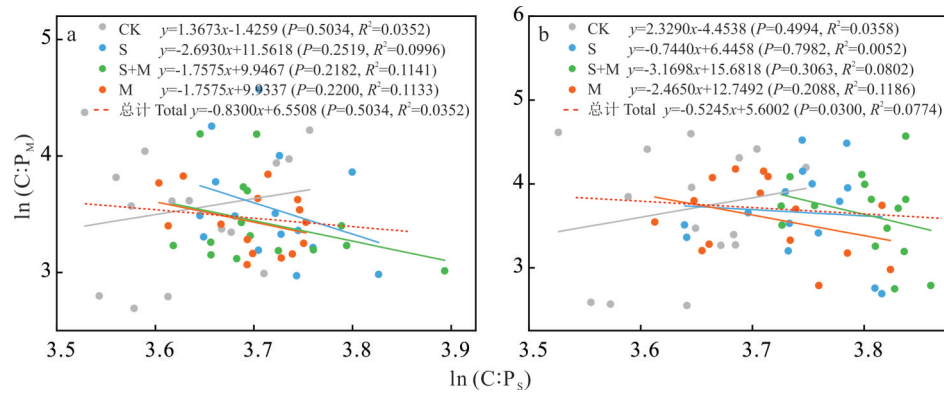 a
CK y=1.3673x-1.4259 (P=0.5034, R²=0.0352)
S y=-2.6930x+11.5618 (P=0.2519, R²=0.0996)
S+M y=-1.7575x+9.9467 (P=0.2182, R²=0.1141)
M y=-1.7575x+9.9337 (P=0.2200, R²=0.1133)
总计 Total y=-0.8300x+6.5508 (P=0.5034, R²=0.0352)
5
4
3
3.5 3.6 3.7 3.8 3.9
b
CK y=2.3290x-4.4538 (P=0.4994, R²=0.0358)
S y=-0.7440x+6.4458 (P=0.7982, R²=0.0052)
S+M y=-3.1698x+15.6818 (P=0.3063, R²=0.0802)
M y=-2.4650x+12.7492 (P=0.2088, R²=0.1186)
总计 Total y=-0.5245x+5.6002 (P=0.0300, R²=0.0774)
6
5
4
3
3.5 3.6 3.7 3.8
ln (C:P_M)
ln (C:P_S)